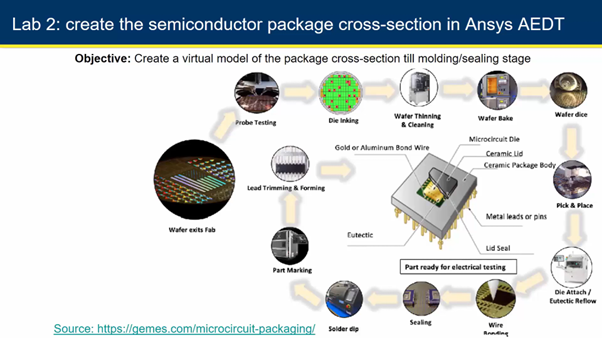 Lab 2: create the semiconductor package cross-section in Ansys AEDT
Objective: Create a virtual model of the package cross-section till molding/sealing stage
Probe Testing
Die Inking
Wafer Thinning
& Cleaning
Wafer Bake
Wafer dice
Microcircuit Die
Gold or Aluminum Bond Wire
Ceramic Lid
Ceramic Package Body
Lead Trimming & Forming
Pick & Place
Metal leads or pins
Wafer exits Fab
Eutectic
Lid Seal
Part Marking
Part ready for electrical testing
Die Attach /
Eutectic Reflow
Source: https://gemes.com/microcircuit-packaging/
Solder dip
Sealing
Wire
Bonding